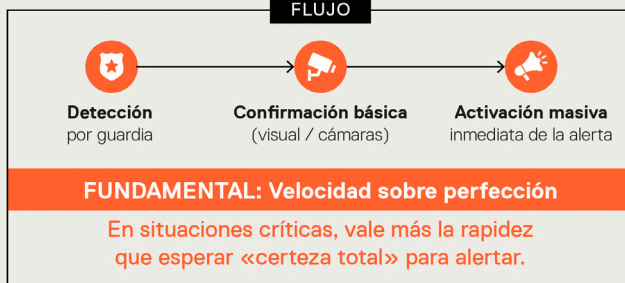 FLUJO
Detección
por guardia
Confirmación básica
(visual / cámaras)
Activación masiva
inmediata de la alerta
FUNDAMENTAL: Velocidad sobre perfección
En situaciones críticas, vale más la rapidez
que esperar «certeza total» para alertar.